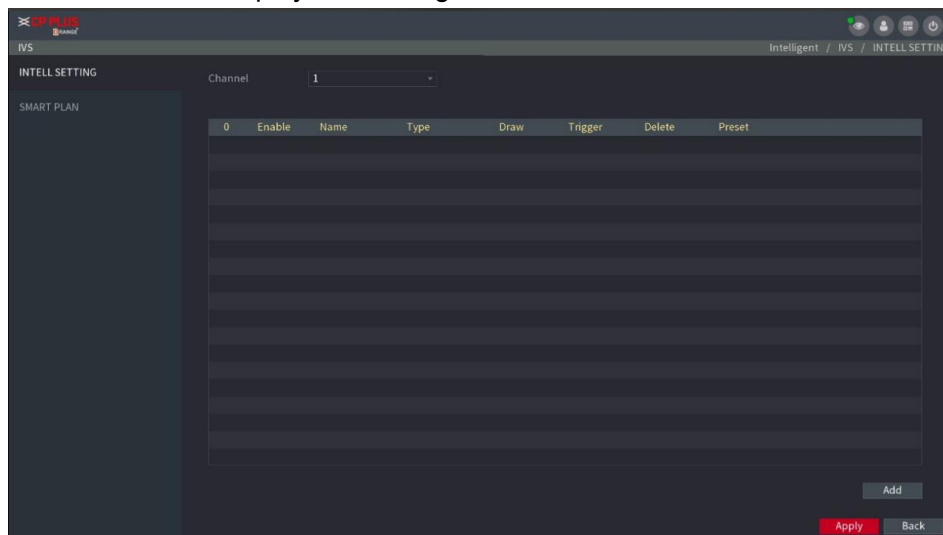 CP PLUS
RANGE
IVS
Intelligent / IVS / INTELL SETTIN
INTELL SETTING
Channel 1
SMART PLAN
0 Enable Name Type Draw Trigger Delete Preset
Add
Apply Back